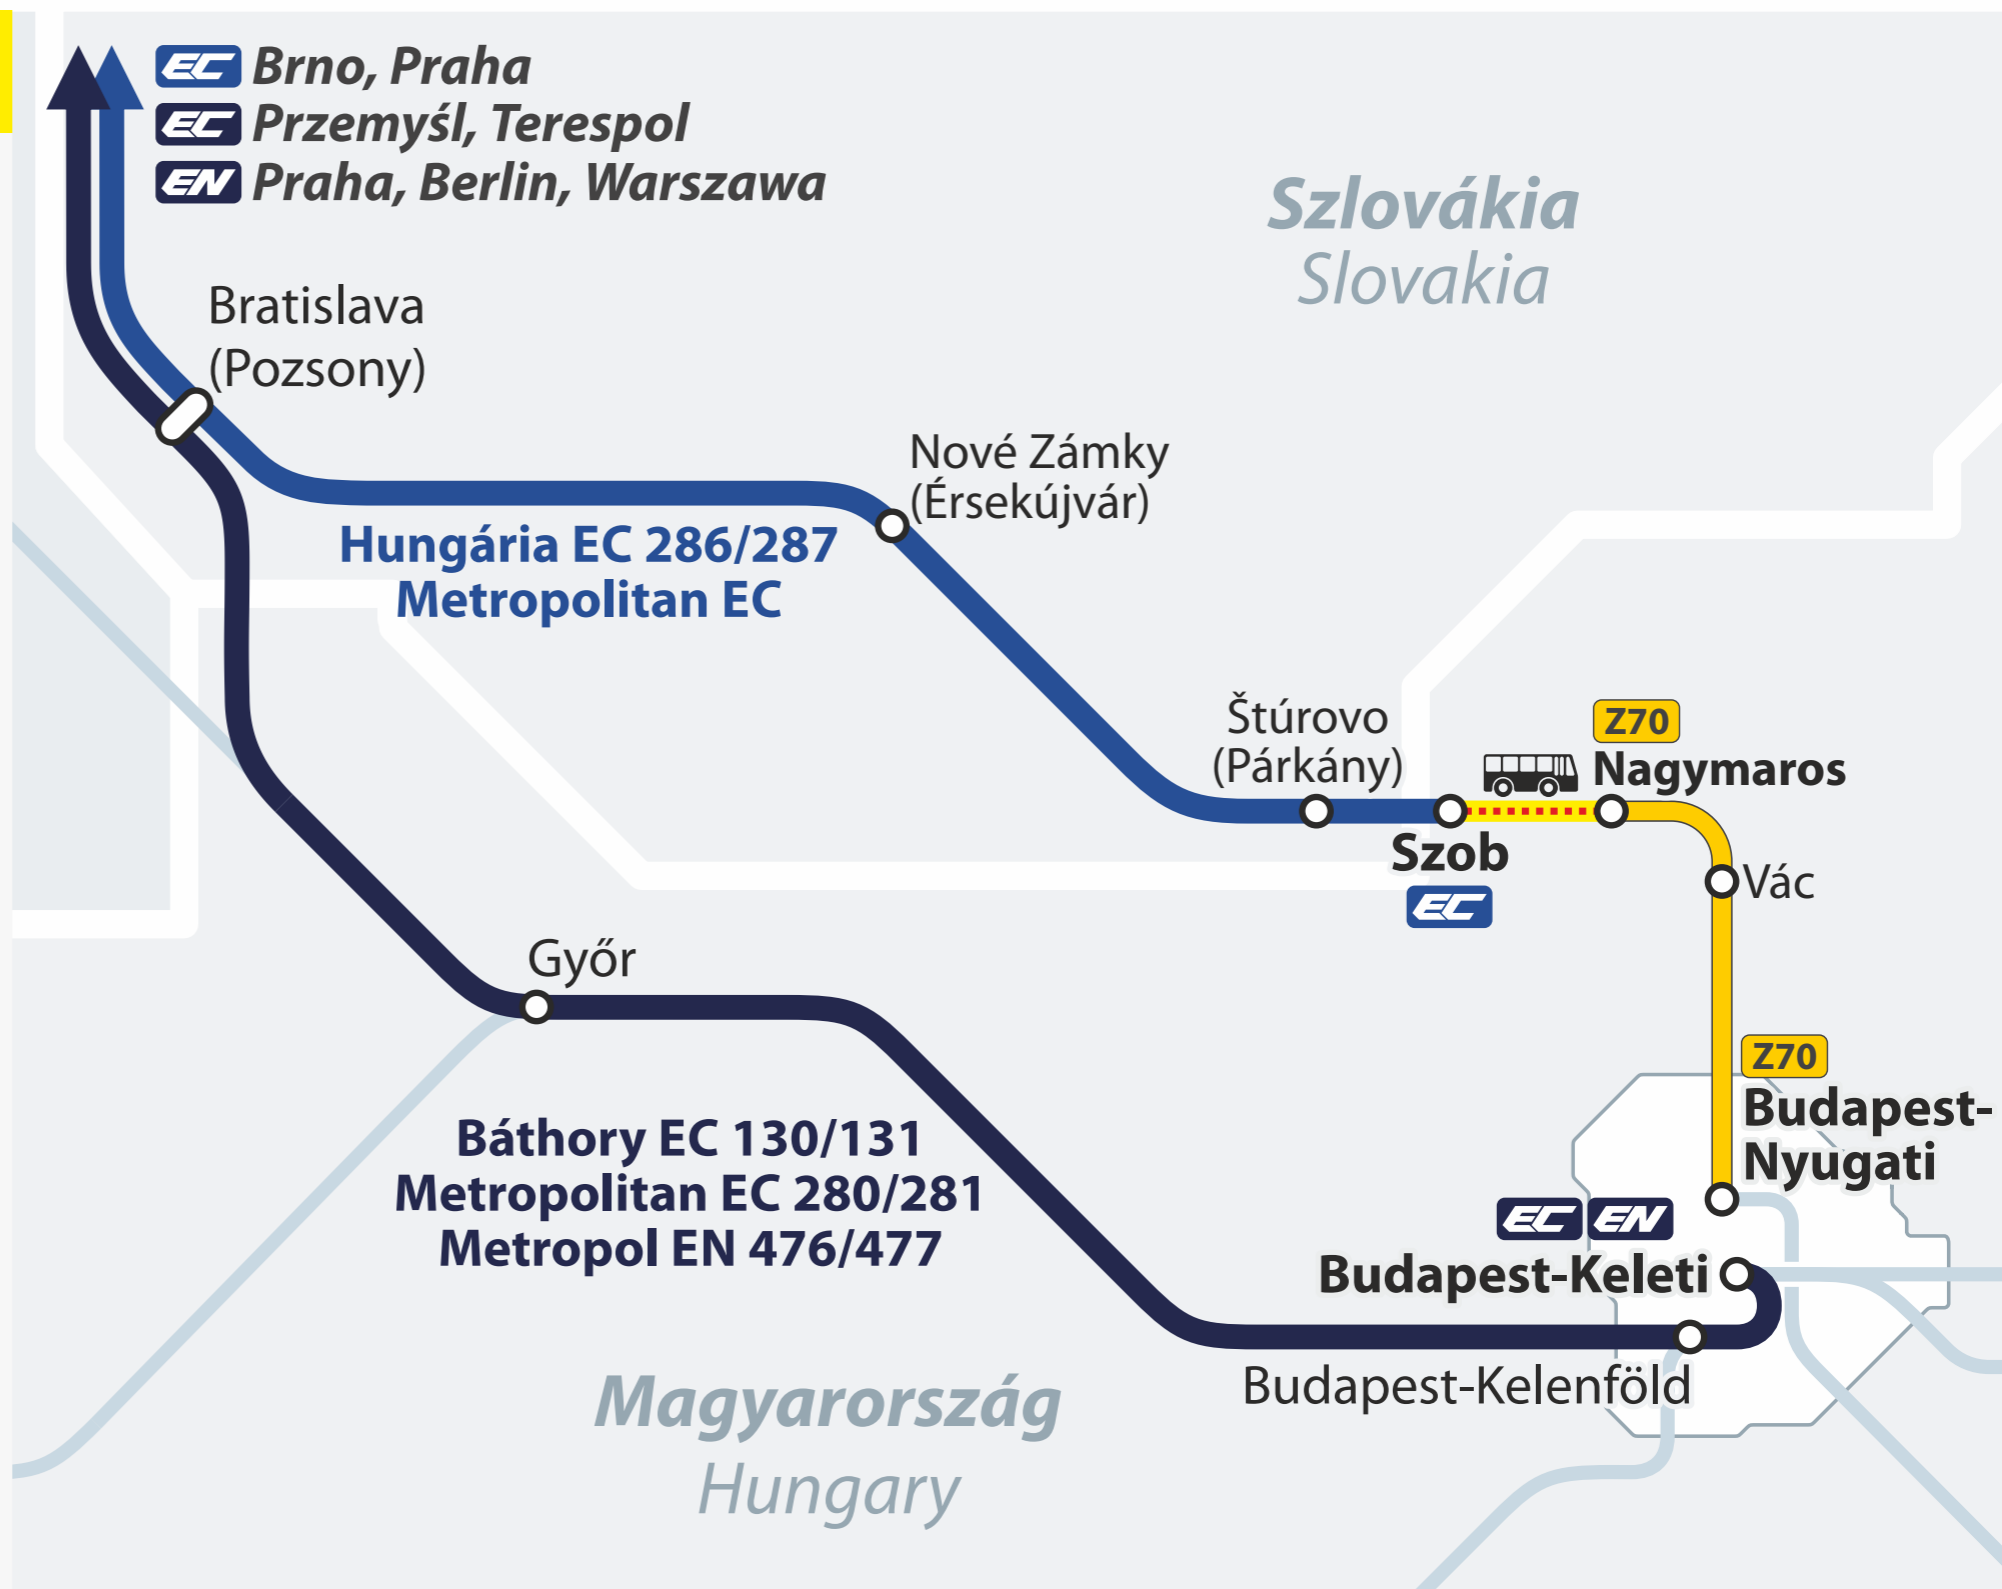 EC Brno, Praha
EC Przemyśl, Terespol
EN Praha, Berlin, Warszawa
Szlovákia
Slovakia
Bratislava
(Pozsony)
Nové Zámky
(Érsekújvár)
Hungária EC 286/287
Metropolitan EC
Štúrovo
(Párkány)
Z70
Nagymaros
Szob
EC
Vác
Győr
Z70
Budapest-
Nyugati
Báthory EC 130/131
Metropolitan EC 280/281
Metropol EN 476/477
EC EN
Budapest-Keleti
Budapest-Kelenföld
Magyarország
Hungary